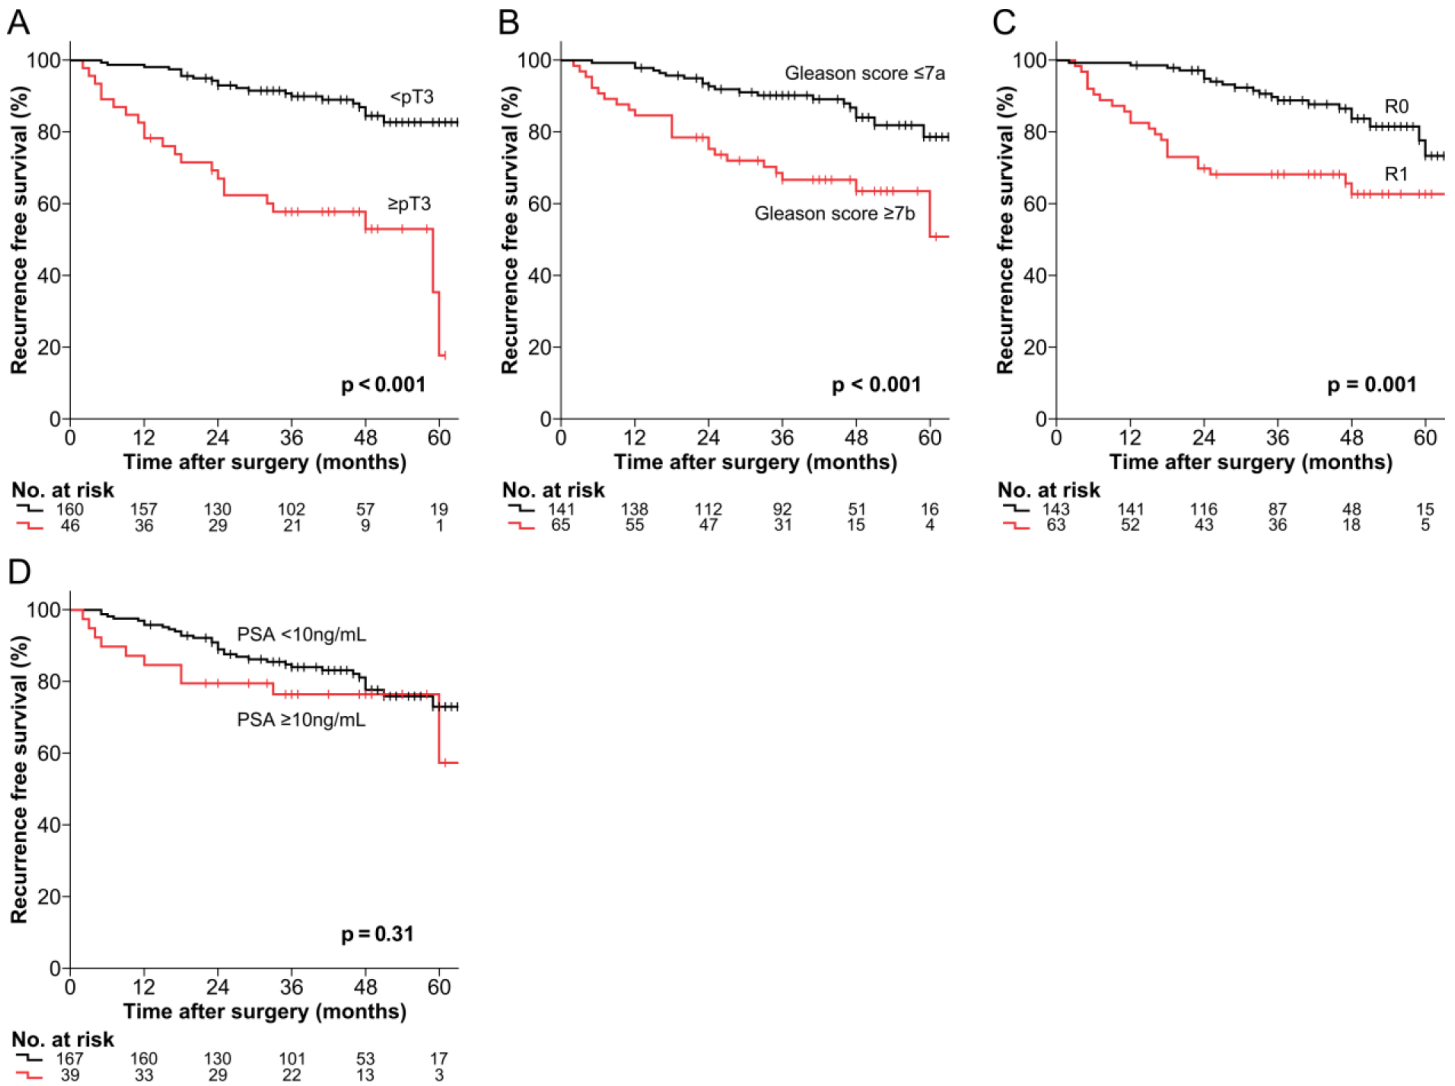 A
Recurrence free survival (%)
100
80
60
40
20
0
<pT3
≥pT3
p < 0.001
0 12 24 36 48 60
Time after surgery (months)
No. at risk
160 157 130 102 57 19
46 36 29 21 9 1
B
Recurrence free survival (%)
100
80
60
40
20
0
Gleason score ≤7a
Gleason score ≥7b
p < 0.001
0 12 24 36 48 60
Time after surgery (months)
No. at risk
141 138 112 92 51 16
65 55 47 31 15 4
C
Recurrence free survival (%)
100
80
60
40
20
0
R0
R1
p = 0.001
0 12 24 36 48 60
Time after surgery (months)
No. at risk
143 141 116 87 48 15
63 52 43 36 18 5
D
Recurrence free survival (%)
100
80
60
40
20
0
PSA <10ng/mL
PSA ≥10ng/mL
p = 0.31
0 12 24 36 48 60
Time after surgery (months)
No. at risk
167 160 130 101 53 17
39 33 29 22 13 3